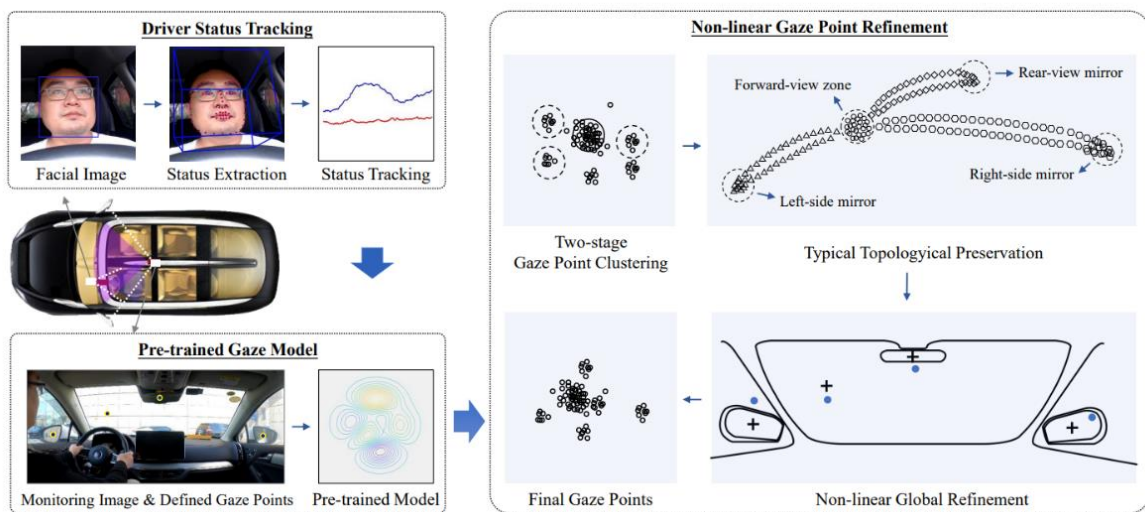 Driver Status Tracking
Facial Image
Status Extraction
Status Tracking
Pre-trained Gaze Model
Monitoring Image & Defined Gaze Points
Pre-trained Model
Non-linear Gaze Point Refinement
Forward-view zone
Rear-view mirror
Right-side mirror
Left-side mirror
Two-stage
Gaze Point Clustering
Typical Topologyical Preservation
Final Gaze Points
Non-linear Global Refinement